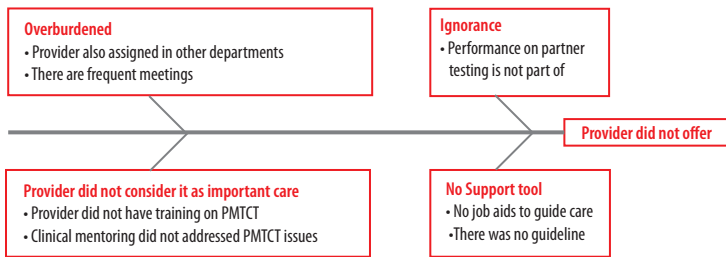 Overburdened
• Provider also assigned in other departments
• There are frequent meetings
Ignorance
• Performance on partner
testing is not part of
Provider did not offer
Provider did not consider it as important care
• Provider did not have training on PMTCT
• Clinical mentoring did not addressed PMTCT issues
No Support tool
• No job aids to guide care
•There was no guideline